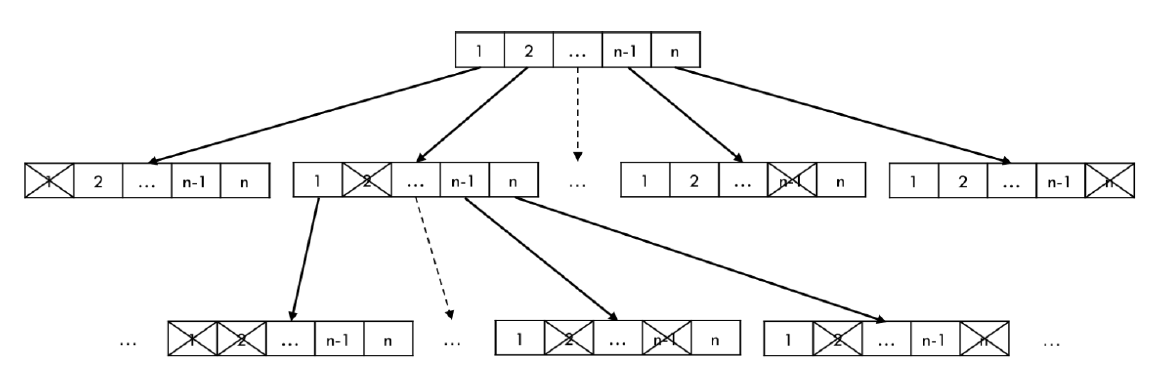 1 2 ... n-1 n
1 2 ... n-1 n 1 2 ... n-1 n ... 1 2 ... n-1 n 1 2 ... n-1 n
... 1 2 ... n-1 n ... 1 2 ... n-1 n 1 2 ... n-1 n ...